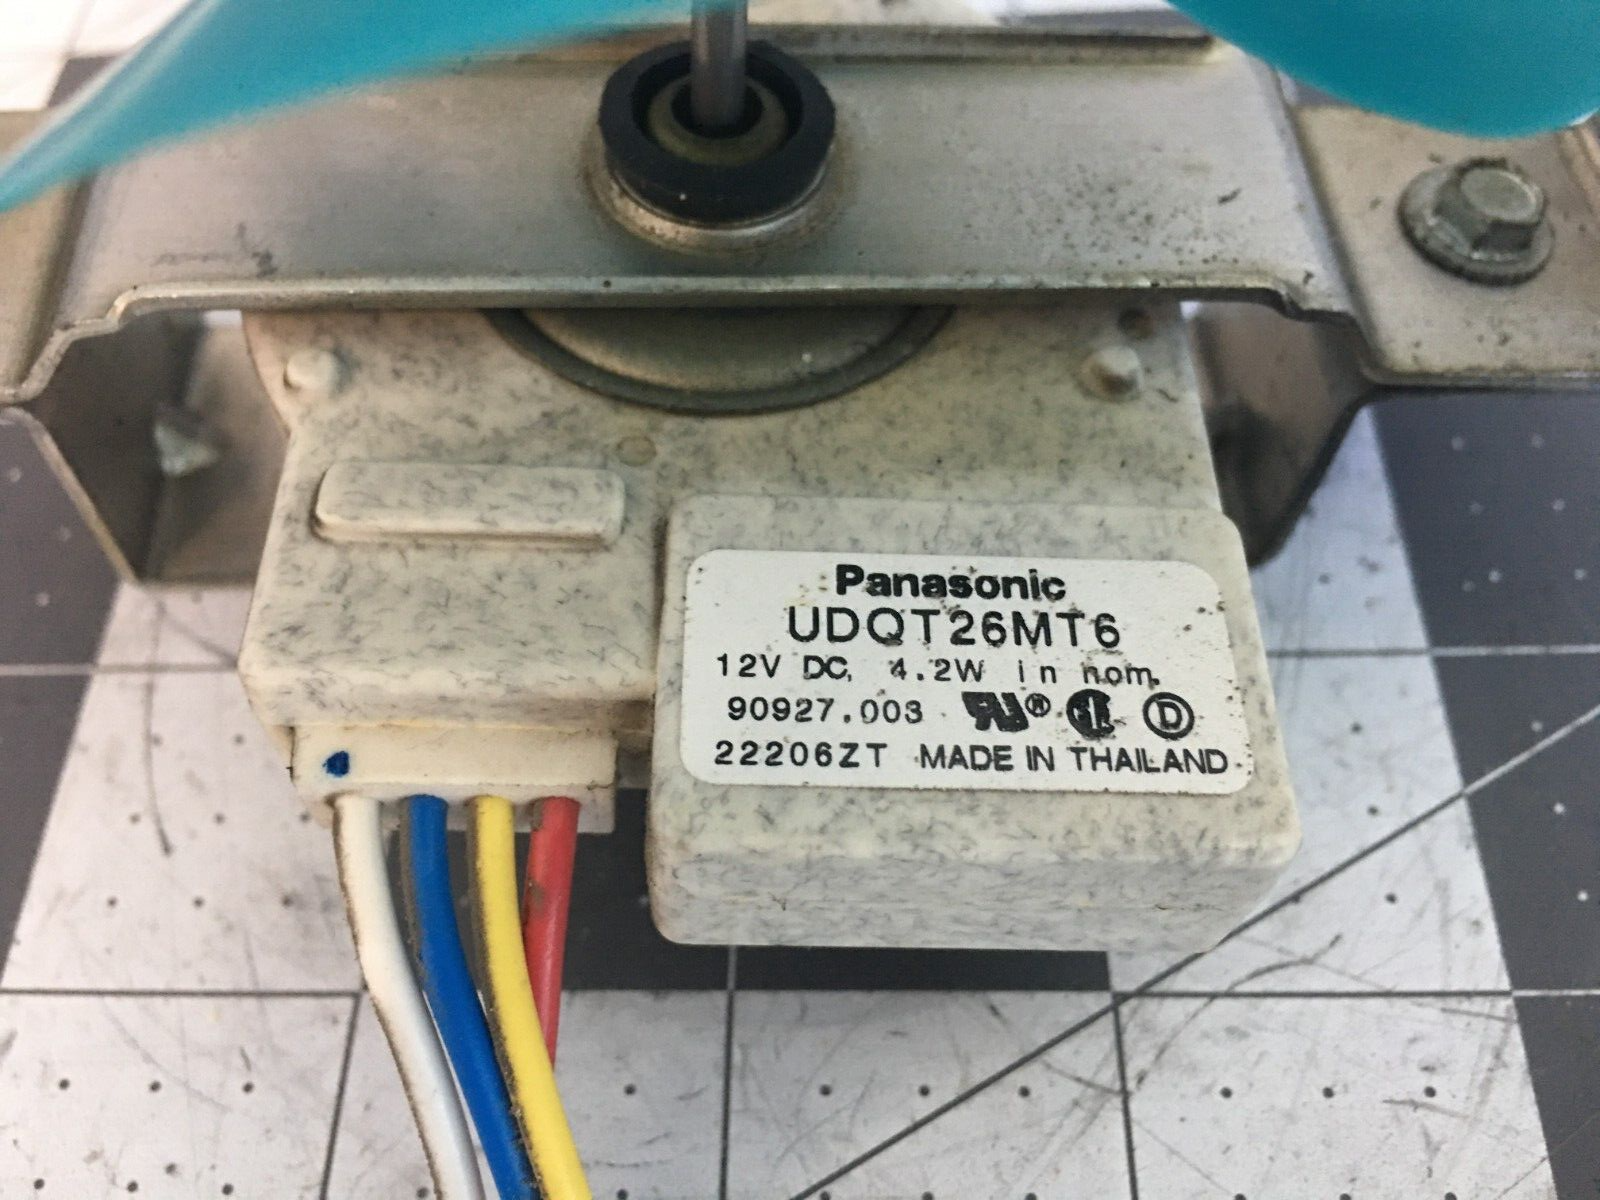 Panasonic
UDQT26MT6
12V DC, 4.2W in nom.
90927.003 ®
22206ZT MADE IN THAILAND